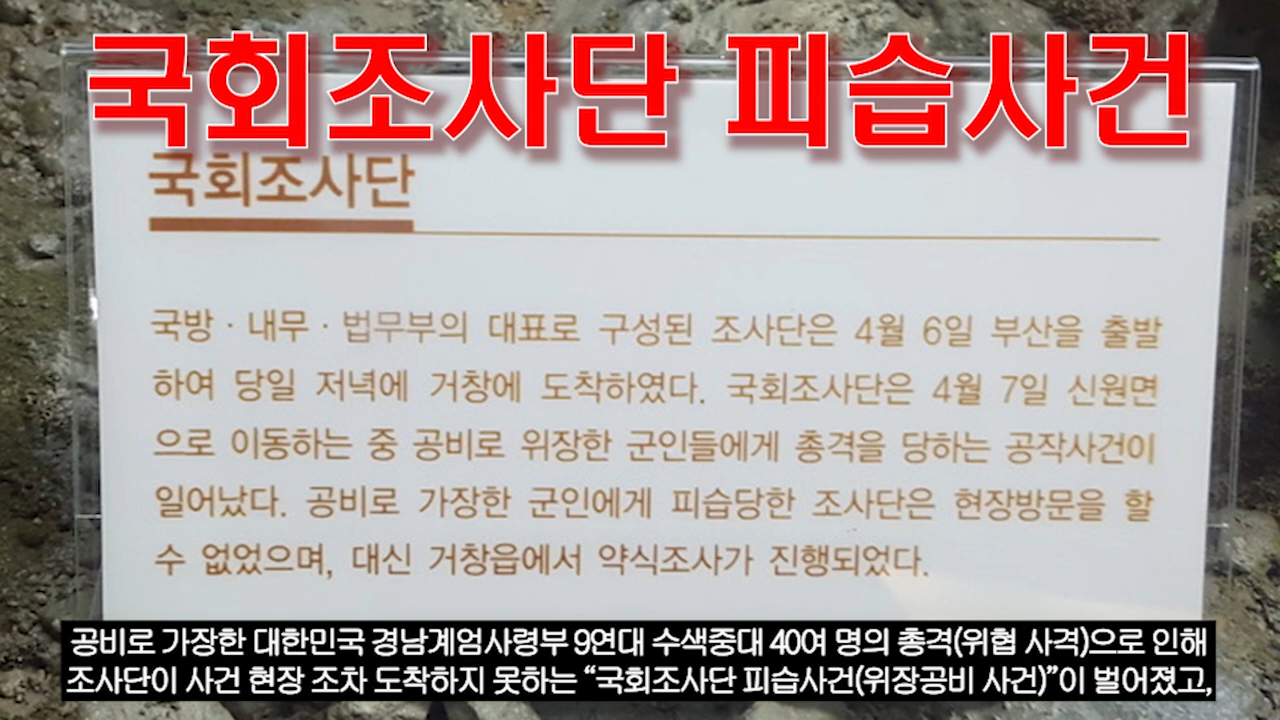 국회조사단 피습사건
국회조사단
국방·내무·법무부의 대표로 구성된 조사단은 4월 6일 부산을 출발
하여 당일 저녁에 거창에 도착하였다. 국회조사단은 4월 7일 신원면
으로 이동하는 중 공비로 위장한 군인들에게 총격을 당하는 공작사건이
일어났다. 공비로 가장한 군인에게 피습당한 조사단은 현장방문을 할
수 없었으며, 대신 거창읍에서 약식조사가 진행되었다.
공비로 가장한 대한민국 경남계엄사령부 9연대 수색중대 40여 명의 총격(위협 사격)으로 인해
조사단이 사건 현장 조차 도착하지 못하는 “국회조사단 피습사건(위장공비 사건)”이 벌어졌고,